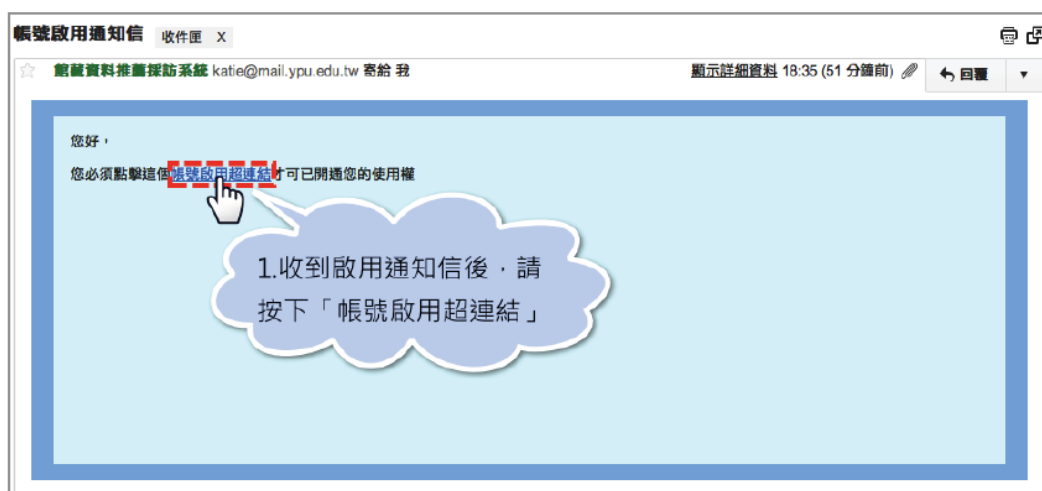 帳號啟用通知信 收件匣 X
館藏資料推薦採訪系統 katie@mail.ypu.edu.tw 寄給 我 顯示詳細資料 18:35 (51 分鐘前) 回覆
您好，
您必須點擊這個帳號啟用超連結才可已開通您的使用權
1.收到啟用通知信後，請
按下「帳號啟用超連結」